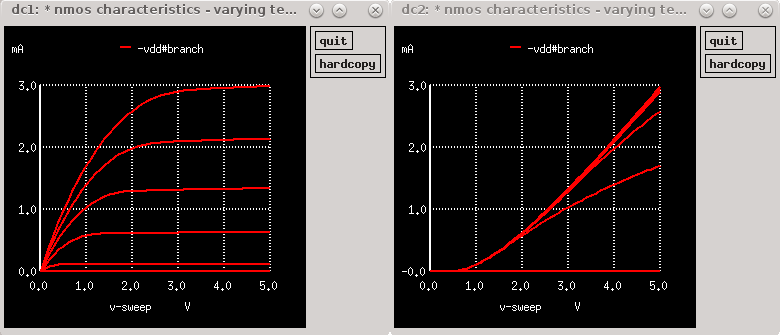 dc1: * nmos characteristics - varying te...
quit
hardcopy
mA
-vdd#branch
3.0
2.0
1.0
0.0
0.0 1.0 2.0 3.0 4.0 5.0
v-sweep V
dc2: * nmos characteristics - varying te...
quit
hardcopy
mA
-vdd#branch
3.0
2.0
1.0
-0.0
0.0 1.0 2.0 3.0 4.0 5.0
v-sweep V